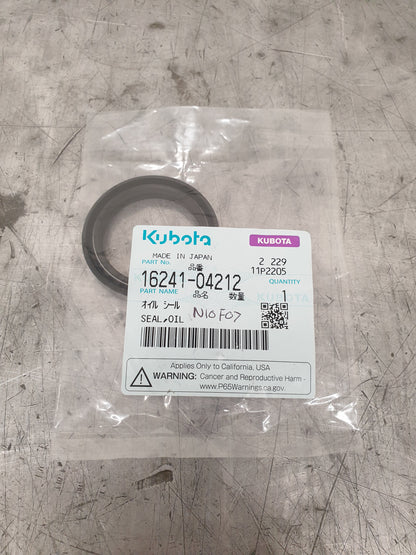 Kubota KUBOTA
MADE IN JAPAN 2 229
PART No. 品番 11P2205
16241-04212 QUANTITY
PART NAME 品名 数量 1
オイル シール
SEAL,OIL N10F07
Applies Only to California, USA
WARNING: Cancer and Reproductive Harm -
www.P65Warnings.ca.gov.